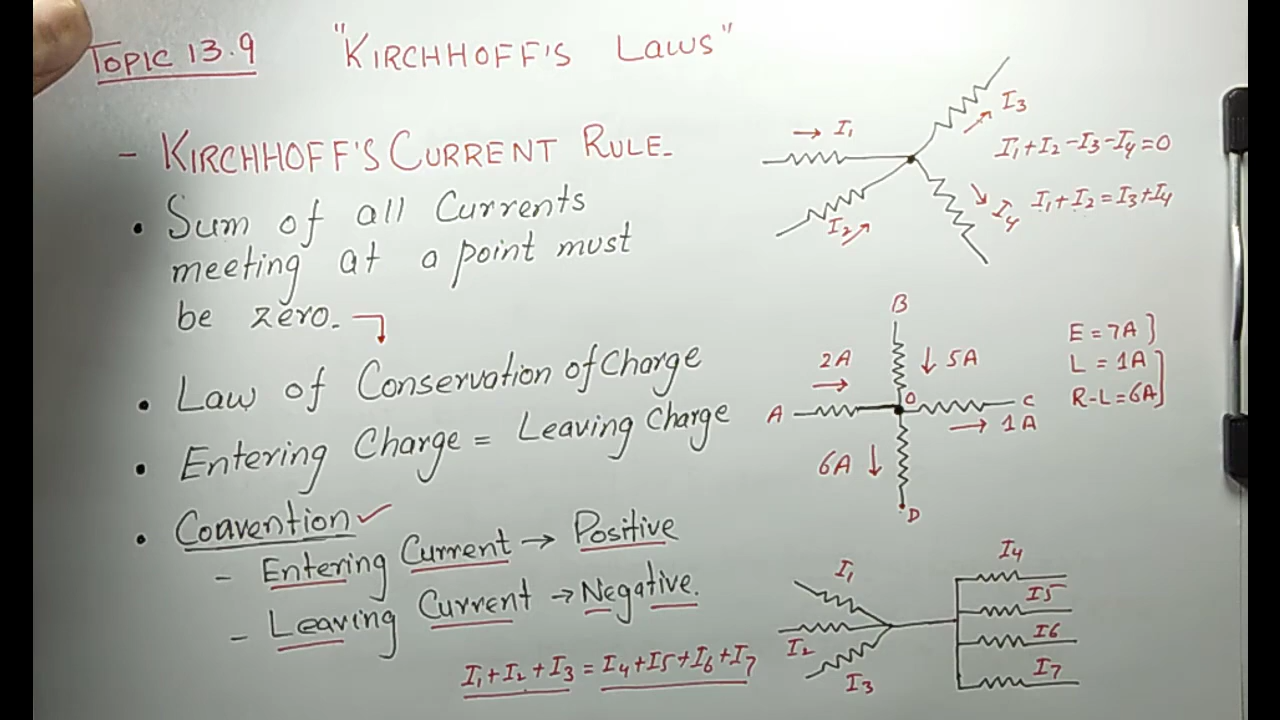 TOPIC 13.9
"KIRCHHOFF'S LAWS"
- KIRCHHOFF'S CURRENT RULE.
• Sum of all Currents
meeting at a point must
be zero.
• Law of Conservation of Charge
• Entering Charge = Leaving Charge
• Convention ✓
- Entering Current → Positive
- Leaving Current → Negative.
I₁+I₂+I₃ = I₄+I5+I₆+I₇
→ I₁
I₂
I₃
I₄
I₁+I₂-I₃-I₄=0
I₁+I₂=I₃+I₄
B
2A
↓ 5A
A
O
C
→ 1A
6A ↓
D
E = 7A
L = 1A
R-L = 6A
I₁
I₂
I₃
I₄
I5
I6
I₇